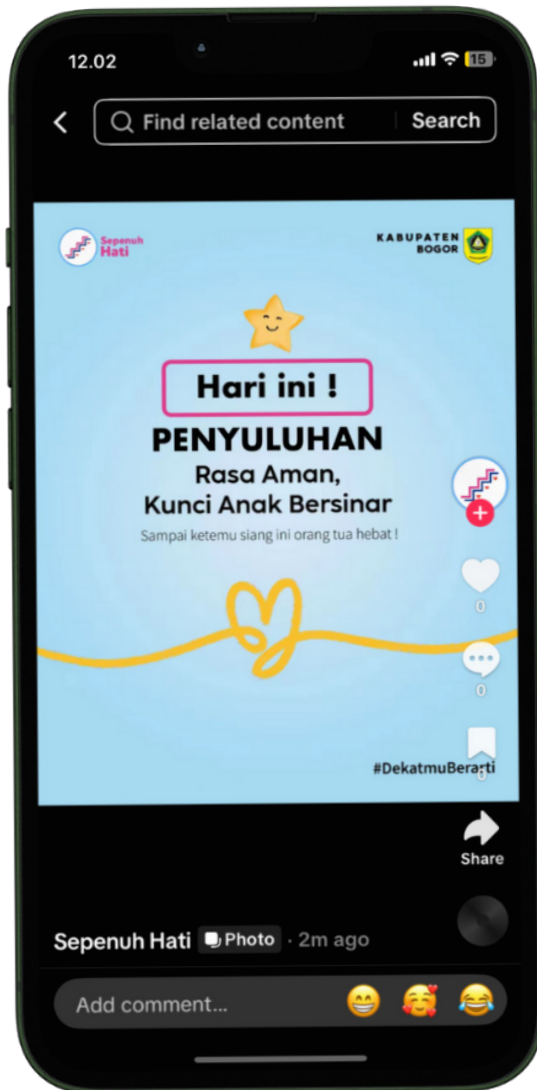 12.02
15
Find related content
Search
Sepenuh
Hati
KABUPATEN
BOGOR
Hari ini !
PENYULUHAN
Rasa Aman,
Kunci Anak Bersinar
Sampai ketemu siang ini orang tua hebat !
0
0
0
#DekatmuBerarti
Share
Sepenuh Hati Photo · 2m ago
Add comment...